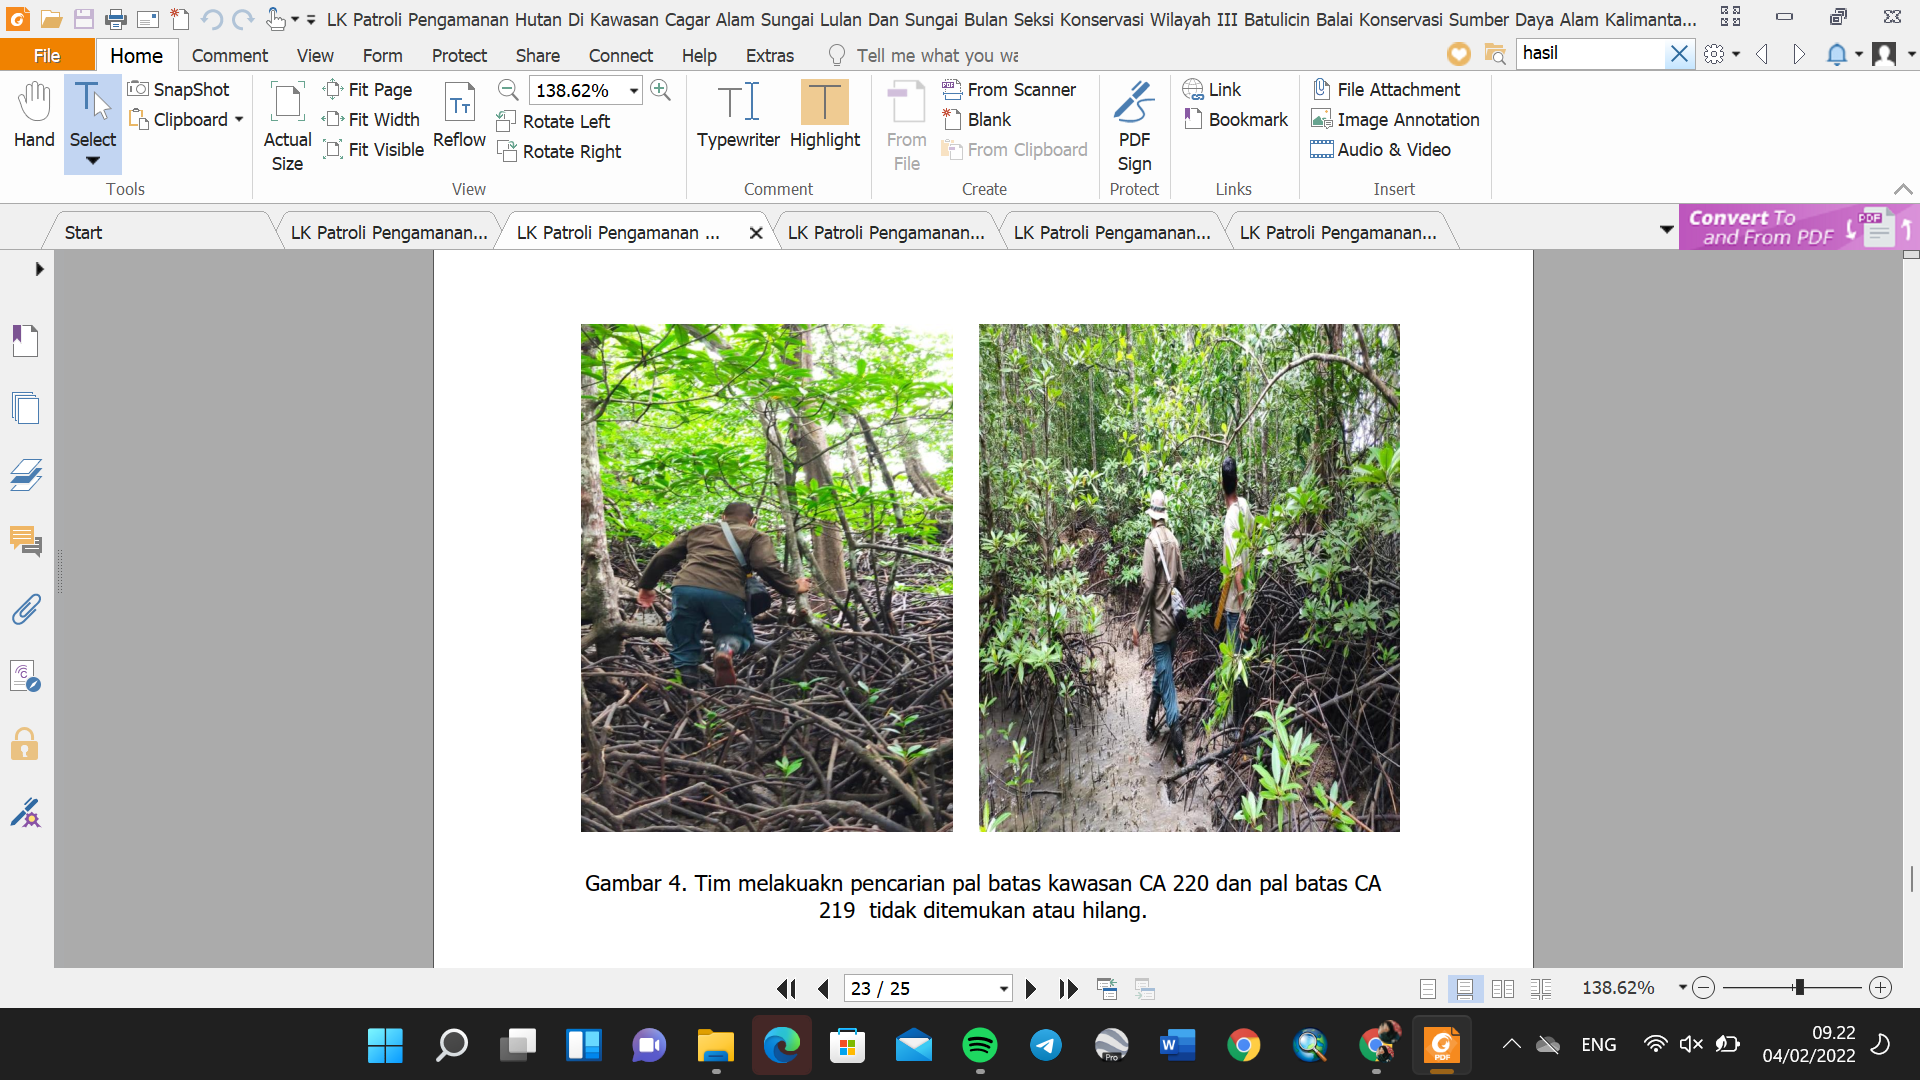 LK Patroli Pengamanan Hutan Di Kawasan Cagar Alam Sungai Lulan Dan Sungai Bulan Seksi Konservasi Wilayah III Batulicin Balai Konservasi Sumber Daya Alam Kalimanta...
File Home Comment View Form Protect Share Connect Help Extras Tell me what you wa hasil
SnapShot Fit Page 138.62% From Scanner Link File Attachment
Clipboard Fit Width Rotate Left Blank Bookmark Image Annotation
Hand Select Actual Size Fit Visible Reflow Rotate Right Typewriter Highlight From File From Clipboard PDF Sign Audio & Video
Tools View Comment Create Protect Links Insert
Start LK Patroli Pengamanan... LK Patroli Pengamanan ... LK Patroli Pengamanan... LK Patroli Pengamanan... LK Patroli Pengamanan...
Convert To
and From PDF
PDF
Gambar 4. Tim melakuakn pencarian pal batas kawasan CA 220 dan pal batas CA
219 tidak ditemukan atau hilang.
23 / 25 138.62%
ENG 09.22
04/02/2022